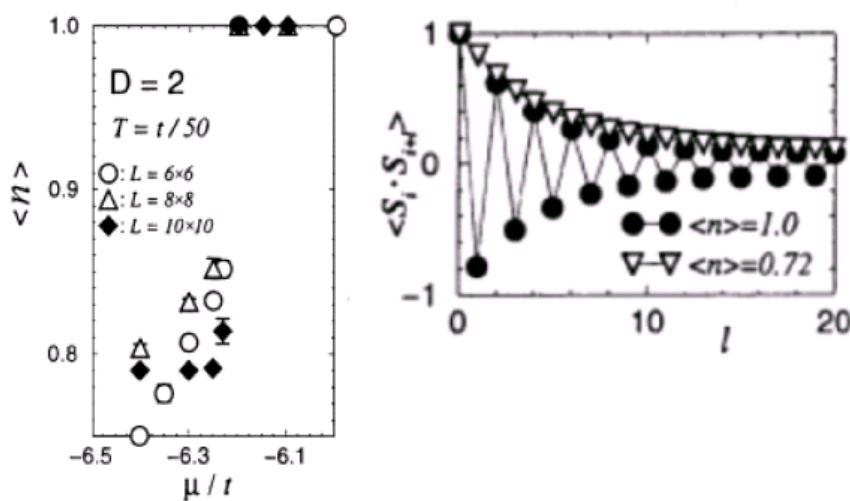 1.0
0.9
0.8
<n>
D = 2
T = t / 50
: L = 6×6
: L = 8×8
: L = 10×10
−6.5
−6.3
−6.1
μ / t
1
0
−1
<S_i · S_{i+l}>
<n>=1.0
<n>=0.72
0
10
20
l